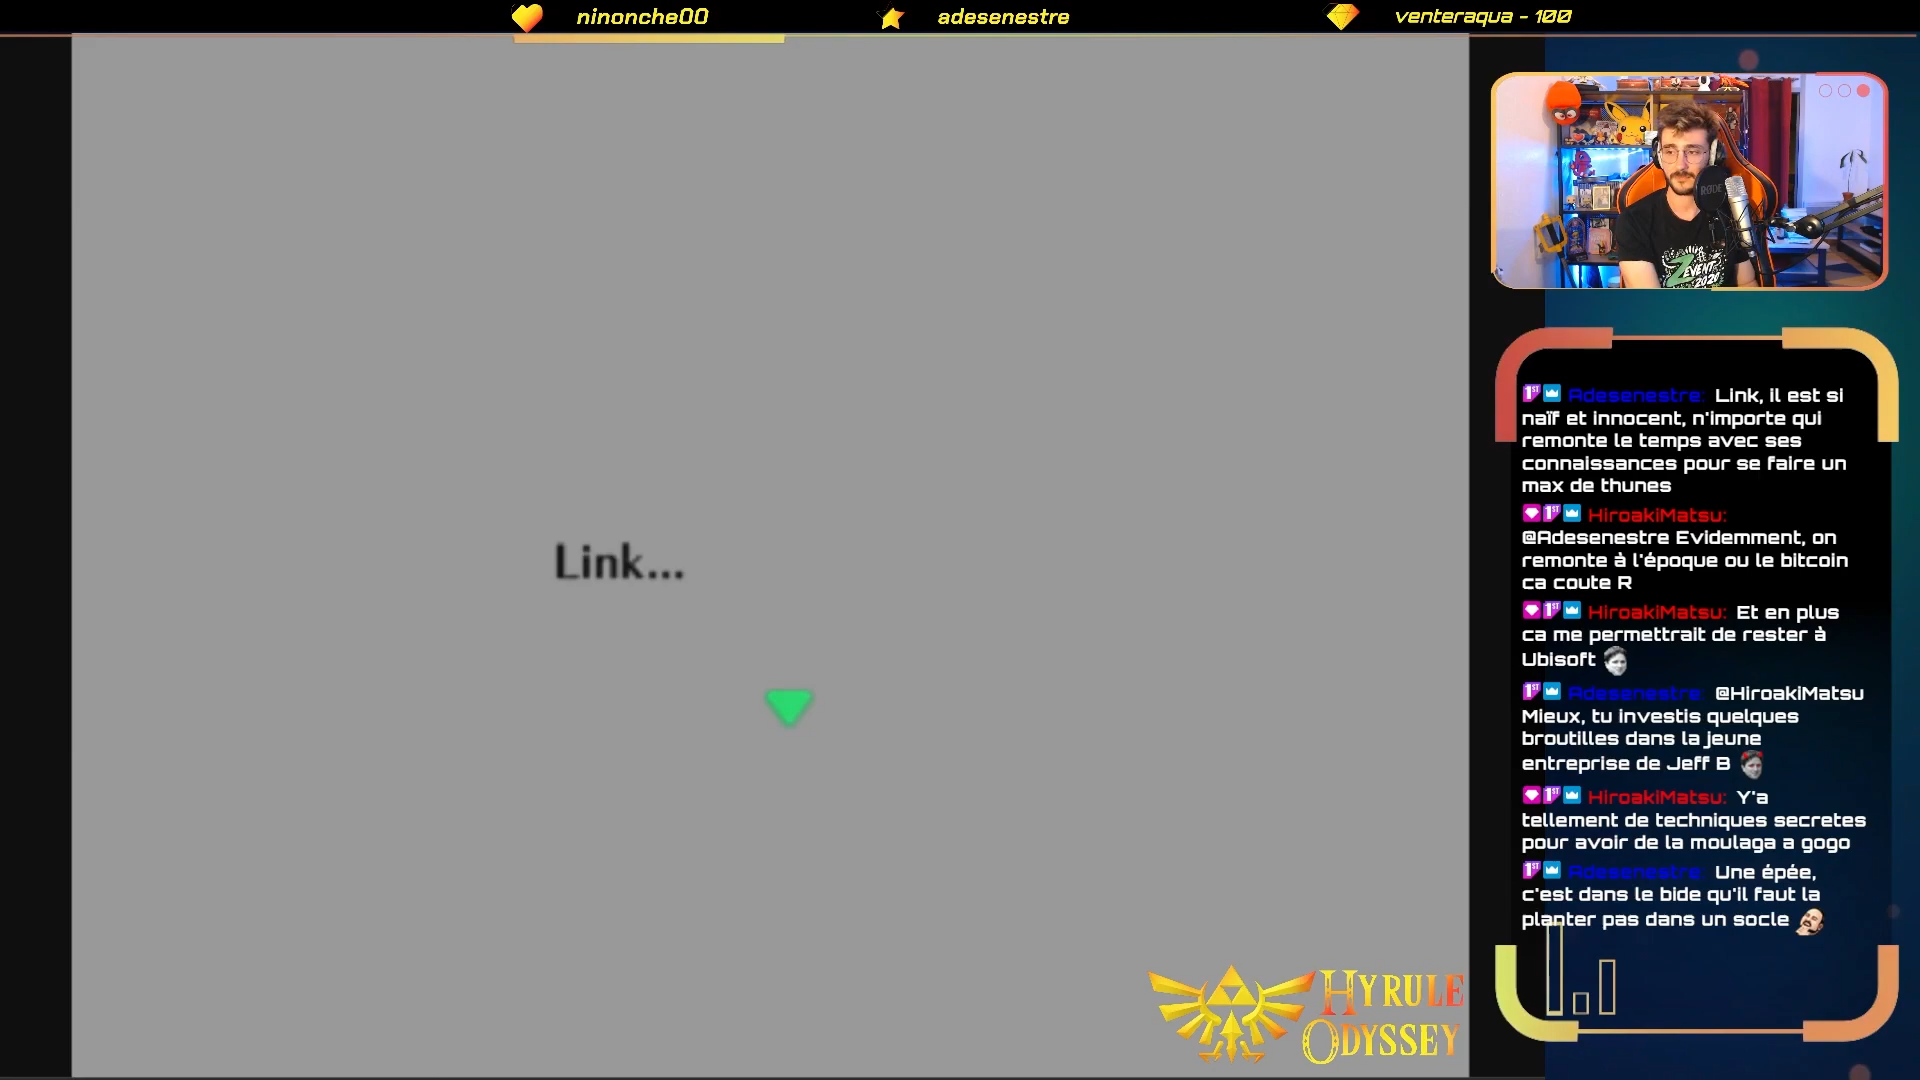 ninonche00
adesenestre
venteraqua - 100
RØDE
ZEVENT
2020
Link...
HYRULE
ODYSSEY
Adesenestre: Link, il est si
naïf et innocent, n'importe qui
remonte le temps avec ses
connaissances pour se faire un
max de thunes
HiroakiMatsu:
@Adesenestre Evidemment, on
remonte à l'époque ou le bitcoin
ca coute R
HiroakiMatsu: Et en plus
ca me permettrait de rester à
Ubisoft
Adesenestre: @HiroakiMatsu
Mieux, tu investis quelques
broutilles dans la jeune
entreprise de Jeff B
HiroakiMatsu: Y'a
tellement de techniques secretes
pour avoir de la moulaga a gogo
Adesenestre: Une épée,
c'est dans le bide qu'il faut la
planter pas dans un socle